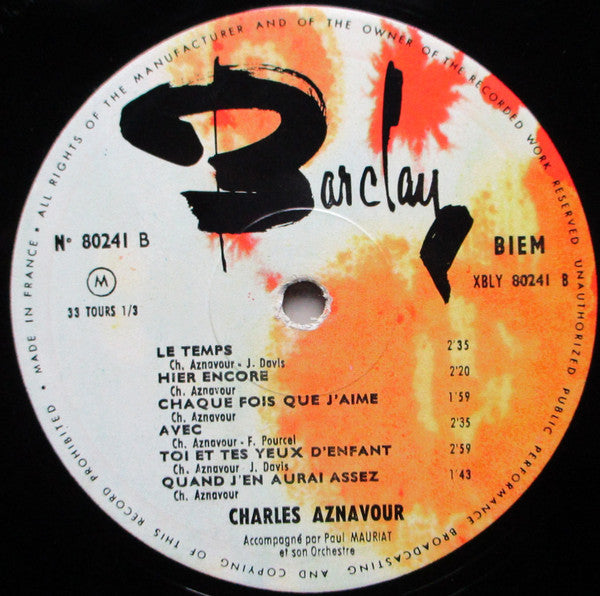 MADE IN FRANCE • ALL RIGHTS OF THE MANUFACTURER AND OF THE OWNER OF THE RECORDED WORK RESERVED UNAUTHORIZED PUBLIC PERFORMANCE BROADCASTING AND COPYING OF THIS RECORD PROHIBITED •
Barclay
N° 80241 B
BIEM
M
XBLY 80241 B
33 TOURS 1/3
LE TEMPS 2'35
Ch. Aznavour - J. Davis
HIER ENCORE 2'20
Ch. Aznavour
CHAQUE FOIS QUE J'AIME 1'59
Ch. Aznavour
AVEC 2'35
Ch. Aznavour - F. Pourcel
TOI ET TES YEUX D'ENFANT 2'59
Ch. Aznavour J. Davis
QUAND J'EN AURAI ASSEZ 1'43
Ch. Aznavour
CHARLES AZNAVOUR
Accompagné par Paul MAURIAT
et son Orchestre